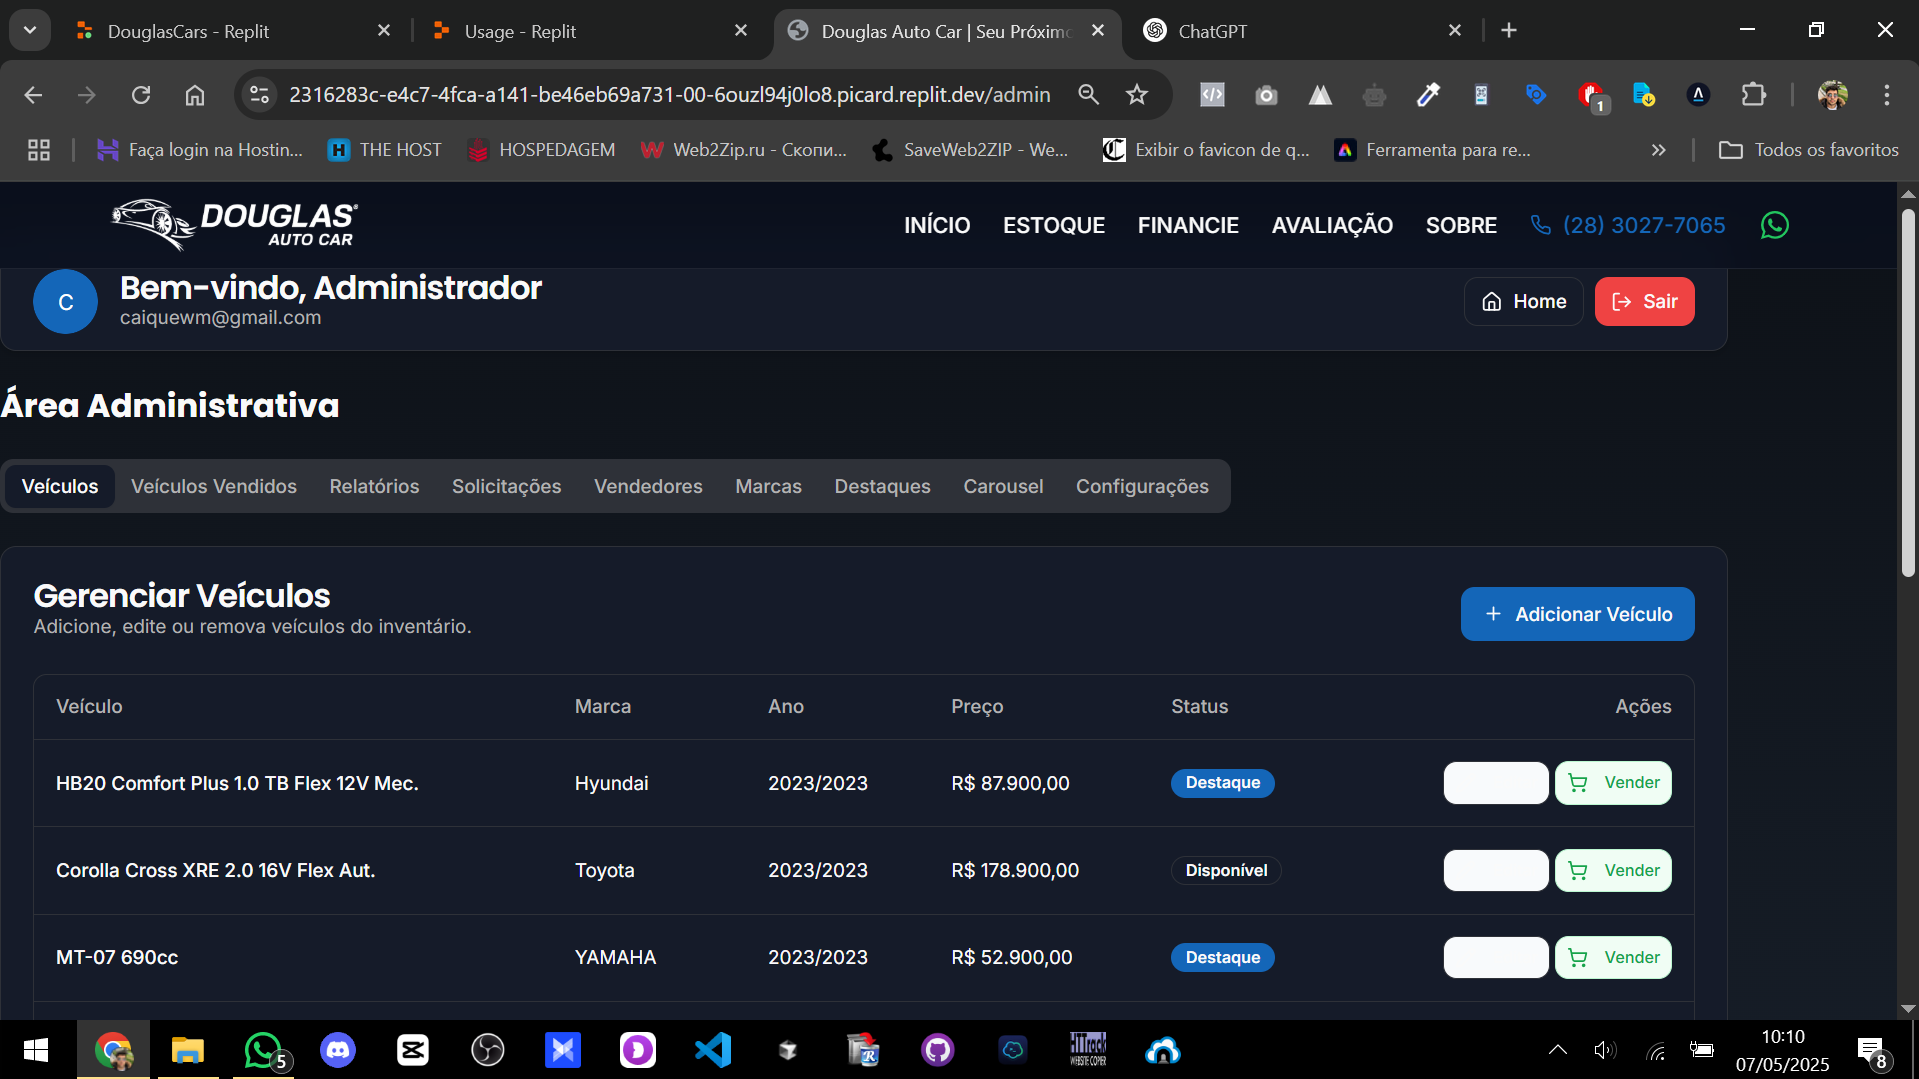 DouglasCars - Replit
Usage - Replit
Douglas Auto Car | Seu Próximo
ChatGPT
2316283c-e4c7-4fca-a141-be46eb69a731-00-6ouzl94j0lo8.picard.replit.dev/admin
1
Faça login na Hostin...
THE HOST
HOSPEDAGEM
Web2Zip.ru - Скопи...
SaveWeb2ZIP - We...
Exibir o favicon de q...
Ferramenta para re...
Todos os favoritos
DOUGLAS
AUTO CAR
INÍCIO ESTOQUE FINANCIE AVALIAÇÃO SOBRE (28) 3027-7065
C
Bem-vindo, Administrador
caiquewm@gmail.com
Home
Sair
Área Administrativa
Veículos Veículos Vendidos Relatórios Solicitações Vendedores Marcas Destaques Carousel Configurações
Gerenciar Veículos
Adicione, edite ou remova veículos do inventário.
Adicionar Veículo
Veículo Marca Ano Preço Status Ações
HB20 Comfort Plus 1.0 TB Flex 12V Mec. Hyundai 2023/2023 R$ 87.900,00 Destaque Vender
Corolla Cross XRE 2.0 16V Flex Aut. Toyota 2023/2023 R$ 178.900,00 Disponível Vender
MT-07 690cc YAMAHA 2023/2023 R$ 52.900,00 Destaque Vender
5
HTTrack
WEBSITE COPIER
10:10
07/05/2025
8